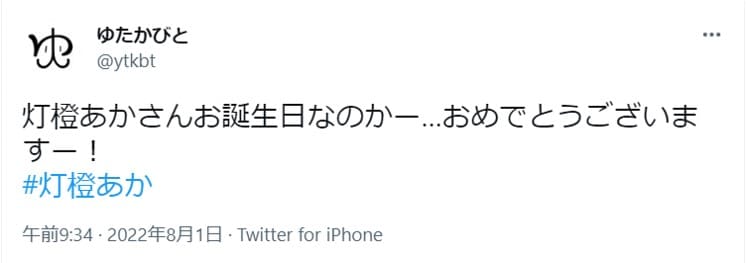 ゆたかびと
@ytkbt
灯橙あかさんお誕生日なのかー...おめでとうございま
すー！
#灯橙あか
午前9:34 · 2022年8月1日 · Twitter for iPhone